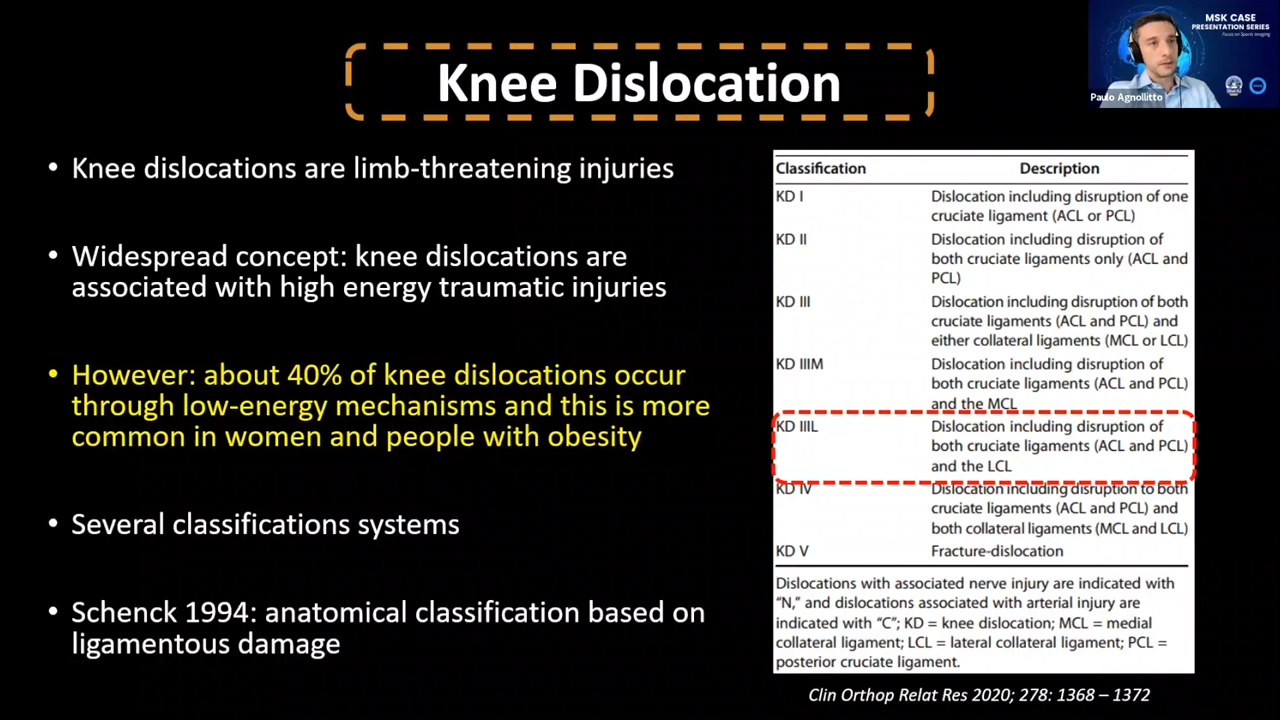 MSK CASE
PRESENTATION SERIES
Focus on Sports Imaging
Paulo Agnollitto
Knee Dislocation
• Knee dislocations are limb-threatening injuries
• Widespread concept: knee dislocations are
associated with high energy traumatic injuries
• However: about 40% of knee dislocations occur
through low-energy mechanisms and this is more
common in women and people with obesity
• Several classifications systems
• Schenck 1994: anatomical classification based on
ligamentous damage
Classification Description
KD I Dislocation including disruption of one
cruciate ligament (ACL or PCL)
KD II Dislocation including disruption of
both cruciate ligaments only (ACL and
PCL)
KD III Dislocation including disruption of both
cruciate ligaments (ACL and PCL) and
either collateral ligaments (MCL or LCL)
KD IIIM Dislocation including disruption of
both cruciate ligaments (ACL and PCL)
and the MCL
KD IIIL Dislocation including disruption of
both cruciate ligaments (ACL and PCL)
and the LCL
KD IV Dislocation including disruption to both
cruciate ligaments (ACL and PCL) and
both collateral ligaments (MCL and LCL)
KD V Fracture-dislocation
Dislocations with associated nerve injury are indicated with
“N,” and dislocations associated with arterial injury are
indicated with “C”; KD = knee dislocation; MCL = medial
collateral ligament; LCL = lateral collateral ligament; PCL =
posterior cruciate ligament.
Clin Orthop Relat Res 2020; 278: 1368 – 1372